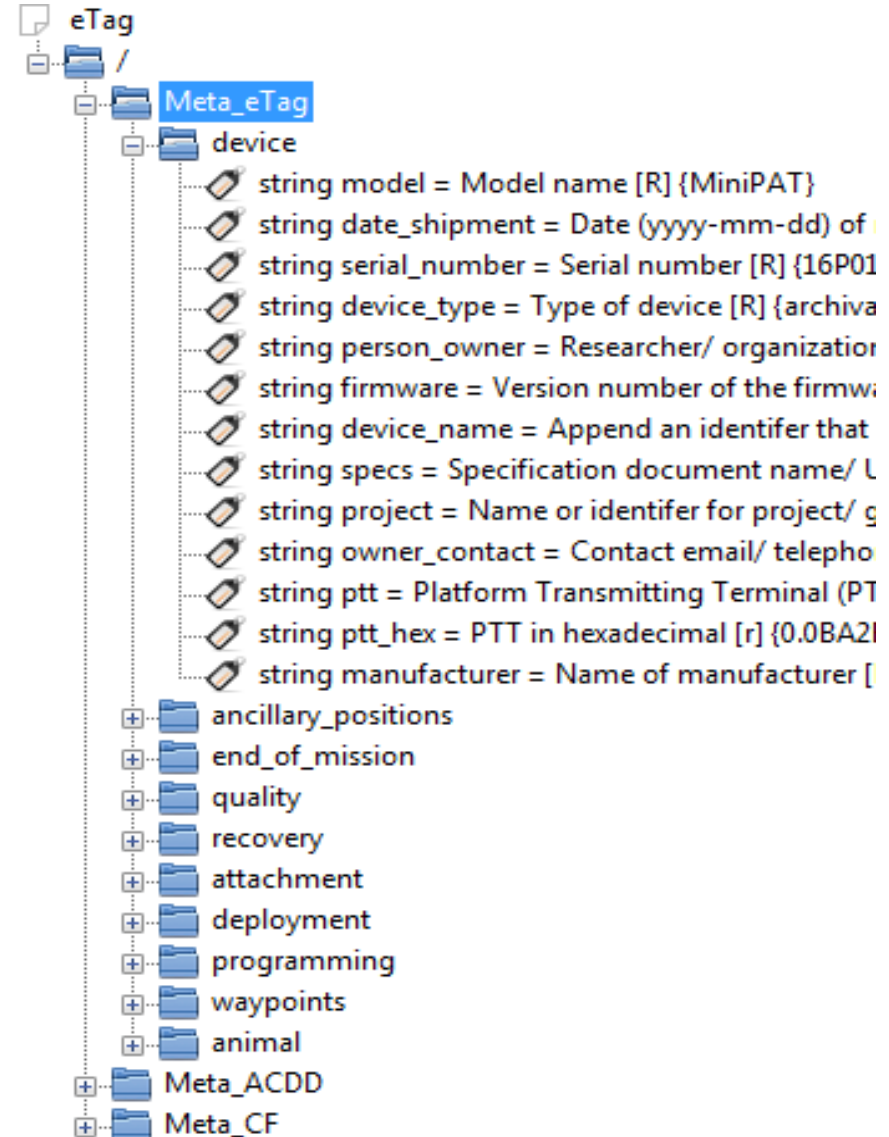 eTag
/
Meta_eTag
device
string model = Model name [R] {MiniPAT}
string date_shipment = Date (yyyy-mm-dd) of
string serial_number = Serial number [R] {16P01
string device_type = Type of device [R] {archiva
string person_owner = Researcher/ organization
string firmware = Version number of the firmwa
string device_name = Append an identifer that
string specs = Specification document name/ U
string project = Name or identifer for project/ g
string owner_contact = Contact email/ telepho
string ptt = Platform Transmitting Terminal (PT
string ptt_hex = PTT in hexadecimal [r] {0.0BA2
string manufacturer = Name of manufacturer [
ancillary_positions
end_of_mission
quality
recovery
attachment
deployment
programming
waypoints
animal
Meta_ACDD
Meta_CF